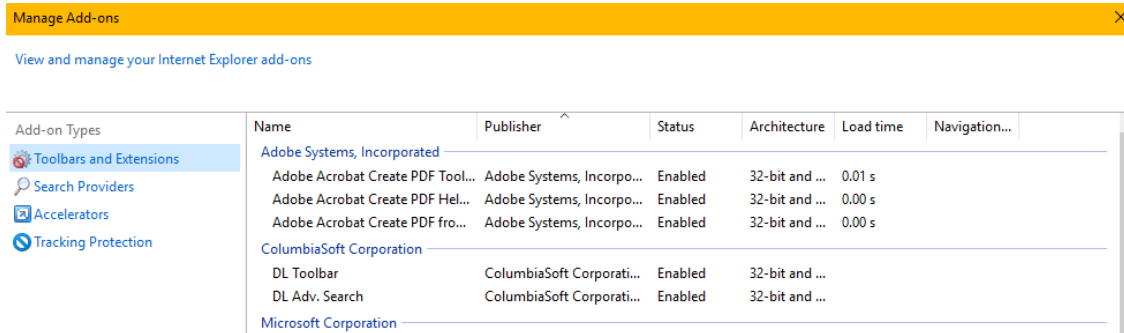 Manage Add-ons
View and manage your Internet Explorer add-ons
Add-on Types
Toolbars and Extensions
Search Providers
Accelerators
Tracking Protection
Name Publisher Status Architecture Load time Navigation...
Adobe Systems, Incorporated
Adobe Acrobat Create PDF Tool... Adobe Systems, Incorpo... Enabled 32-bit and ... 0.01 s
Adobe Acrobat Create PDF Hel... Adobe Systems, Incorpo... Enabled 32-bit and ... 0.00 s
Adobe Acrobat Create PDF fro... Adobe Systems, Incorpo... Enabled 32-bit and ... 0.00 s
ColumbiaSoft Corporation
DL Toolbar ColumbiaSoft Corporati... Enabled 32-bit and ...
DL Adv. Search ColumbiaSoft Corporati... Enabled 32-bit and ...
Microsoft Corporation